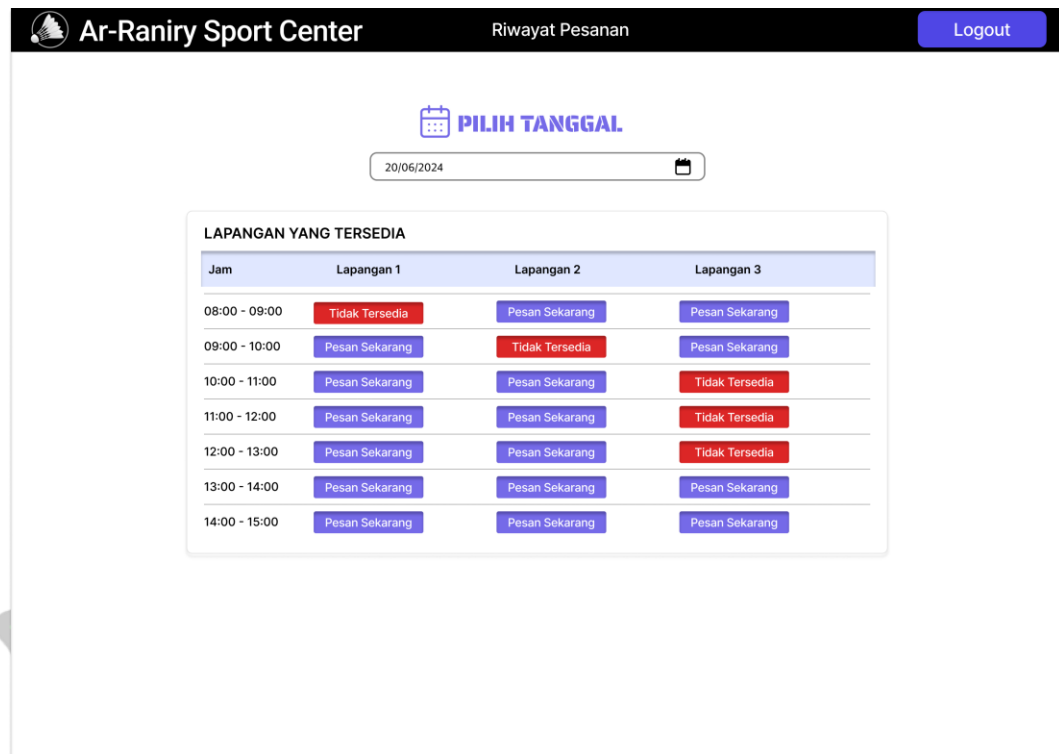 Ar-Raniry Sport Center Riwayat Pesanan Logout
PILIH TANGGAL
20/06/2024
LAPANGAN YANG TERSEDIA
Jam Lapangan 1 Lapangan 2 Lapangan 3
08:00 - 09:00 Tidak Tersedia Pesan Sekarang Pesan Sekarang
09:00 - 10:00 Pesan Sekarang Tidak Tersedia Pesan Sekarang
10:00 - 11:00 Pesan Sekarang Pesan Sekarang Tidak Tersedia
11:00 - 12:00 Pesan Sekarang Pesan Sekarang Tidak Tersedia
12:00 - 13:00 Pesan Sekarang Pesan Sekarang Tidak Tersedia
13:00 - 14:00 Pesan Sekarang Pesan Sekarang Pesan Sekarang
14:00 - 15:00 Pesan Sekarang Pesan Sekarang Pesan Sekarang